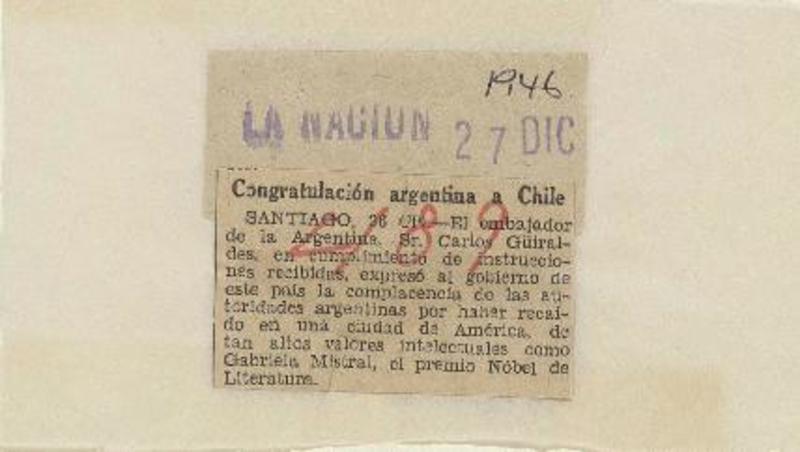 1946
LA NACION 27 DIC
Congratulación argentina a Chile
SANTIAGO, 26 —El embajador
de la Argentina, Sr. Carlos Güiral-
des, en cumplimiento de instruccio-
nes recibidas, expresó al gobierno de
este país la complacencia de las au-
toridades argentinas por haber recaí-
do en una ciudad de América, de
tan altos valores intelectuales como
Gabriela Mistral, el premio Nóbel de
Literatura.